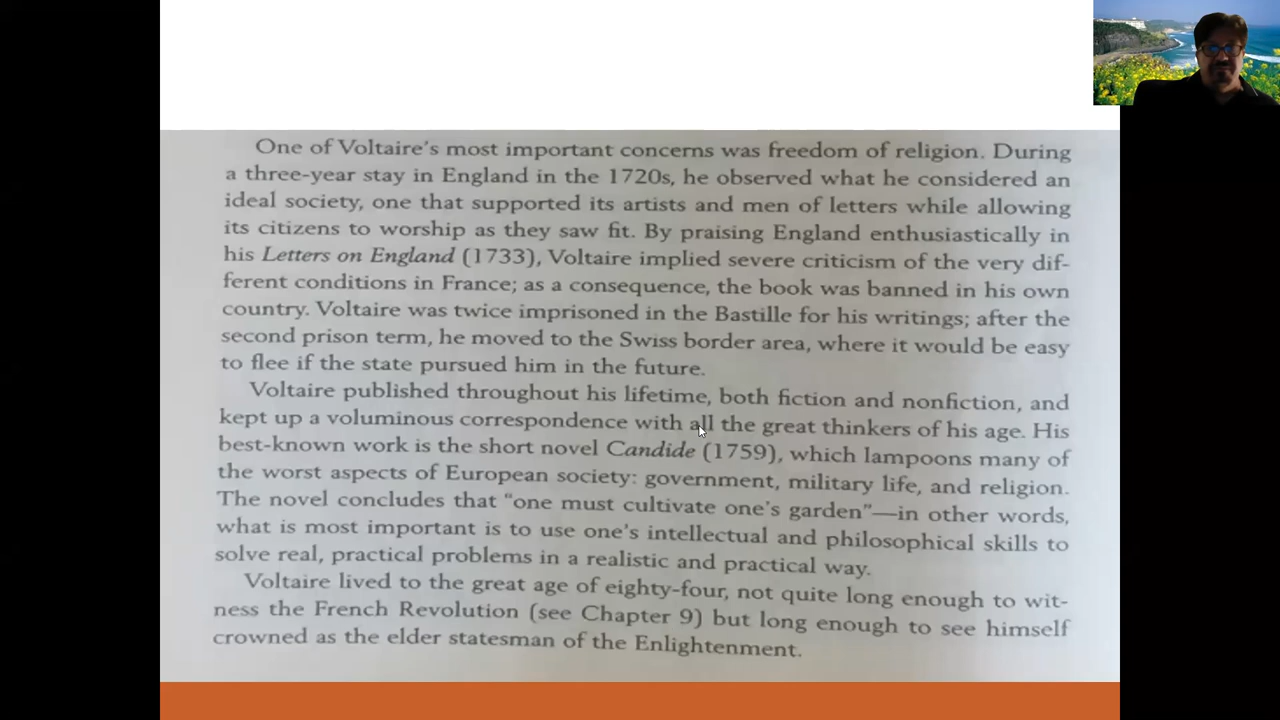 One of Voltaire's most important concerns was freedom of religion. During
a three-year stay in England in the 1720s, he observed what he considered an
ideal society, one that supported its artists and men of letters while allowing
its citizens to worship as they saw fit. By praising England enthusiastically in
his Letters on England (1733), Voltaire implied severe criticism of the very dif-
ferent conditions in France; as a consequence, the book was banned in his own
country. Voltaire was twice imprisoned in the Bastille for his writings; after the
second prison term, he moved to the Swiss border area, where it would be easy
to flee if the state pursued him in the future.
Voltaire published throughout his lifetime, both fiction and nonfiction, and
kept up a voluminous correspondence with all the great thinkers of his age. His
best-known work is the short novel Candide (1759), which lampoons many of
the worst aspects of European society: government, military life, and religion.
The novel concludes that “one must cultivate one's garden”—in other words,
what is most important is to use one's intellectual and philosophical skills to
solve real, practical problems in a realistic and practical way.
Voltaire lived to the great age of eighty-four, not quite long enough to wit-
ness the French Revolution (see Chapter 9) but long enough to see himself
crowned as the elder statesman of the Enlightenment.